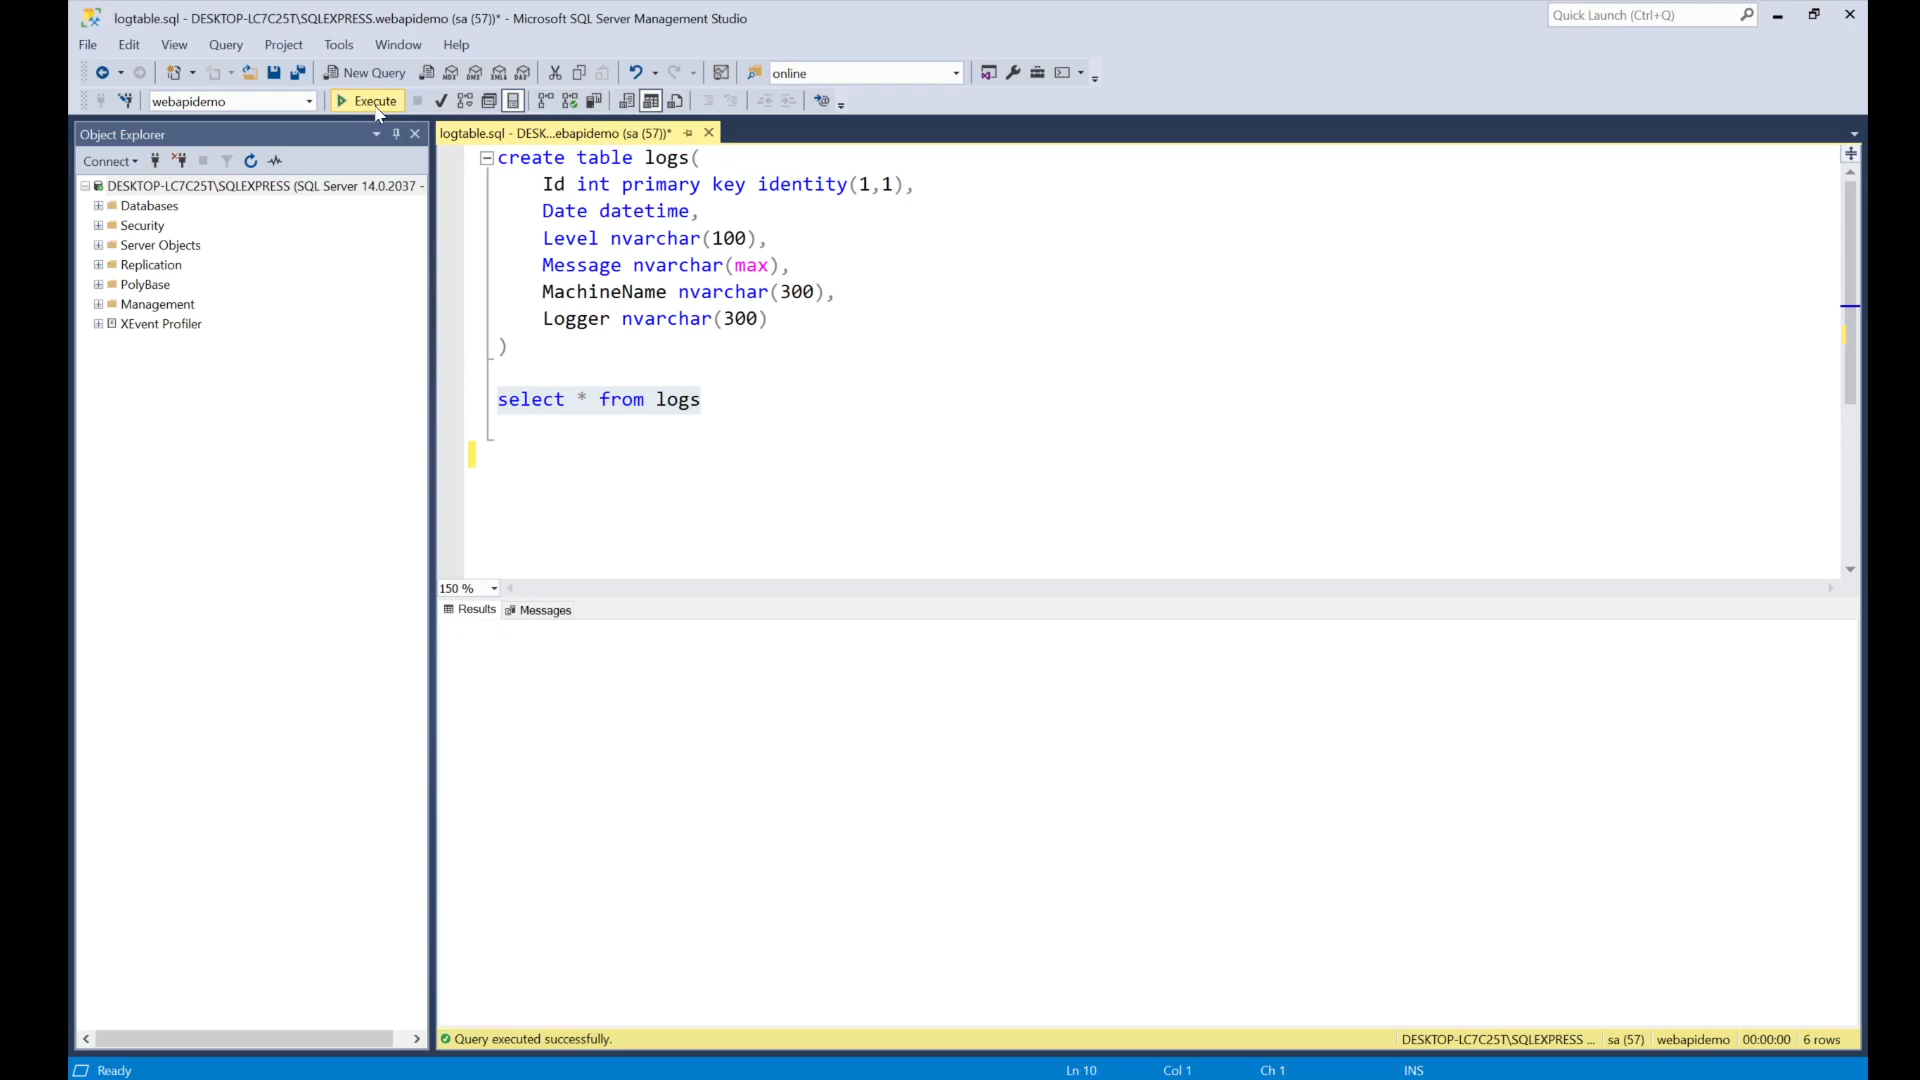 logtable.sql - DESKTOP-LC7C25T\SQLEXPRESS.webapidemo (sa (57))* - Microsoft SQL Server Management Studio
Quick Launch (Ctrl+Q)
File Edit View Query Project Tools Window Help
New Query
MDX DMX XMLA DAX
online
webapidemo
Execute
Object Explorer
logtable.sql - DESK...ebapidemo (sa (57))*
Connect
DESKTOP-LC7C25T\SQLEXPRESS (SQL Server 14.0.2037 -
Databases
Security
Server Objects
Replication
PolyBase
Management
XEvent Profiler
create table logs(
Id int primary key identity(1,1),
Date datetime,
Level nvarchar(100),
Message nvarchar(max),
MachineName nvarchar(300),
Logger nvarchar(300)
)
select * from logs
150 %
Results Messages
Query executed successfully.
DESKTOP-LC7C25T\SQLEXPRESS ... sa (57) webapidemo 00:00:00 6 rows
Ready Ln 10 Col 1 Ch 1 INS